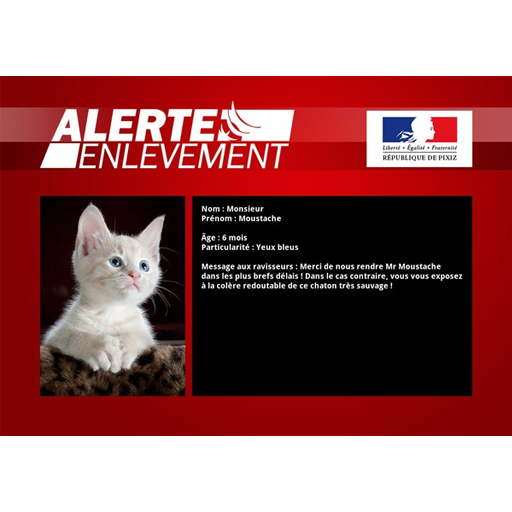 ALERTE
ENLEVEMENT
Liberté • Égalité • Fraternité
RÉPUBLIQUE DE PIXIZ
Nom : Monsieur
Prénom : Moustache
Âge : 6 mois
Particularité : Yeux bleus
Message aux ravisseurs : Merci de nous rendre Mr Moustache
dans les plus brefs délais ! Dans le cas contraire, vous vous exposez
à la colère redoutable de ce chaton très sauvage !